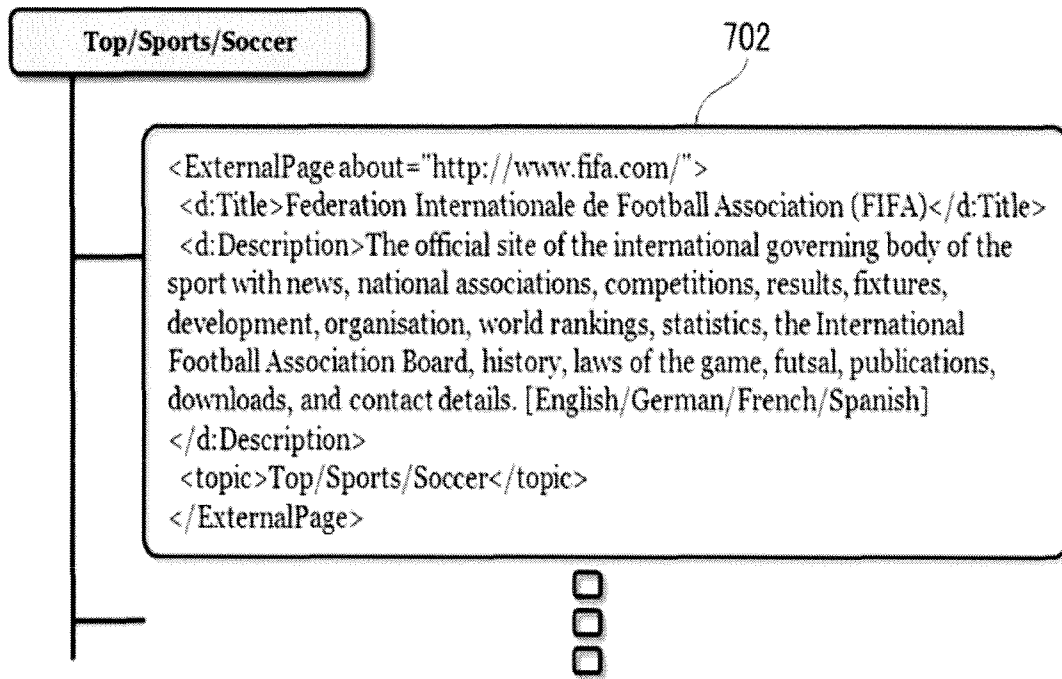 Top/Sports/Soccer
702
<ExternalPage about="http://www.fifa.com/">
<d:Title>Federation Internationale de Football Association (FIFA)</d:Title>
<d:Description>The official site of the international governing body of the
sport with news, national associations, competitions, results, fixtures,
development, organisation, world rankings, statistics, the International
Football Association Board, history, laws of the game, futsal, publications,
downloads, and contact details. [English/German/French/Spanish]
</d:Description>
<topic>Top/Sports/Soccer</topic>
</ExternalPage>